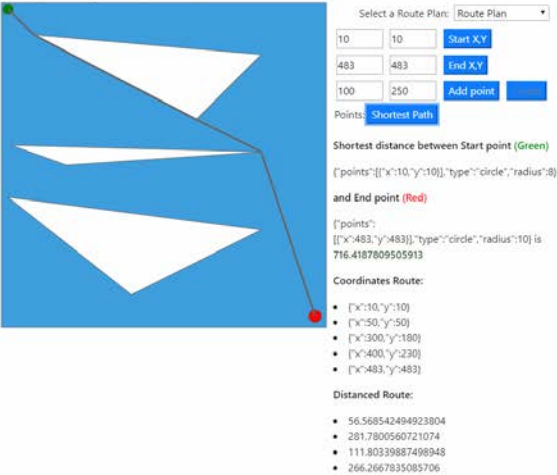 Select a Route Plan: Route Plan
10 10 Start X,Y
483 483 End X,Y
100 250 Add point
Points: Shortest Path
Shortest distance between Start point (Green)
{"points":[{"x":10,"y":10}],"type":"circle","radius":8}
and End point (Red)
{"points":
[{"x":483,"y":483}],"type":"circle","radius":10} is
716.4187809505913
Coordinates Route:
{"x":10,"y":10}
{"x":50,"y":50}
{"x":300,"y":180}
{"x":400,"y":230}
{"x":483,"y":483}
Distanced Route:
56.568542494923804
281.7800560721074
111.80339887498948
266.2667835085706